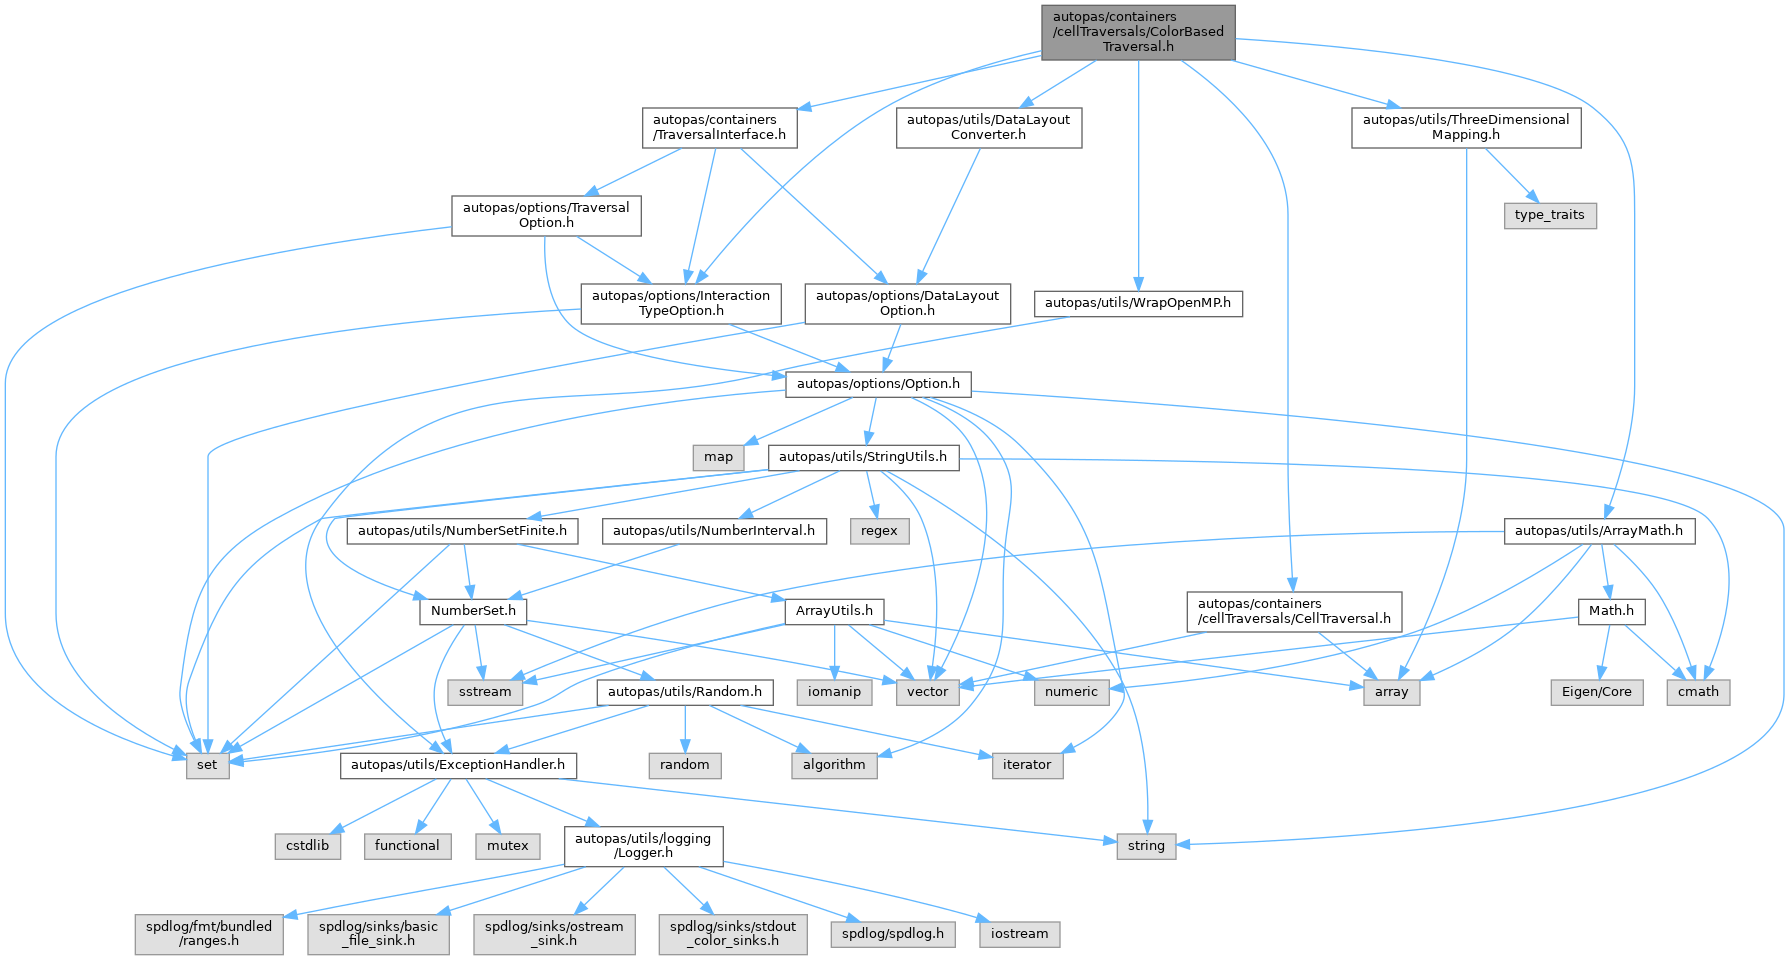 autopas/containers
/cellTraversals/ColorBased
Traversal.h
autopas/containers
/TraversalInterface.h
autopas/utils/DataLayout
Converter.h
autopas/utils/ThreeDimensional
Mapping.h
autopas/options/Traversal
Option.h
type_traits
autopas/options/Interaction
TypeOption.h
autopas/options/DataLayout
Option.h
autopas/utils/WrapOpenMP.h
autopas/options/Option.h
map
autopas/utils/StringUtils.h
autopas/utils/NumberSetFinite.h
autopas/utils/NumberInterval.h
regex
autopas/utils/ArrayMath.h
NumberSet.h
ArrayUtils.h
autopas/containers
/cellTraversals/CellTraversal.h
Math.h
sstream
autopas/utils/Random.h
iomanip
vector
numeric
array
Eigen/Core
cmath
set
autopas/utils/ExceptionHandler.h
random
algorithm
iterator
cstdlib
functional
mutex
autopas/utils/logging
/Logger.h
string
spdlog/fmt/bundled
/ranges.h
spdlog/sinks/basic
_file_sink.h
spdlog/sinks/ostream
_sink.h
spdlog/sinks/stdout
_color_sinks.h
spdlog/spdlog.h
iostream